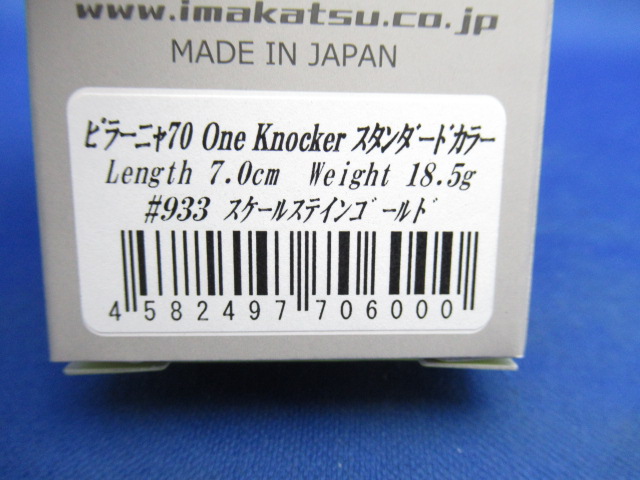 www.imakatsu.co.jp
MADE IN JAPAN
ピラーニャ70 One Knocker スタンダードカラー
Length 7.0cm Weight 18.5g
#933 スケールステインゴールド
4 582497 706000